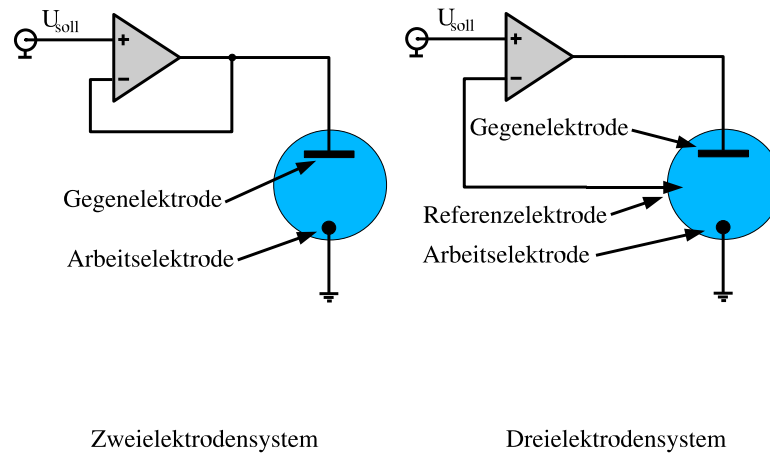 U_soll
+
−
Gegenelektrode
Arbeitselektrode
Zweielektrodensystem
U_soll
+
−
Gegenelektrode
Referenzelektrode
Arbeitselektrode
Dreielektrodensystem